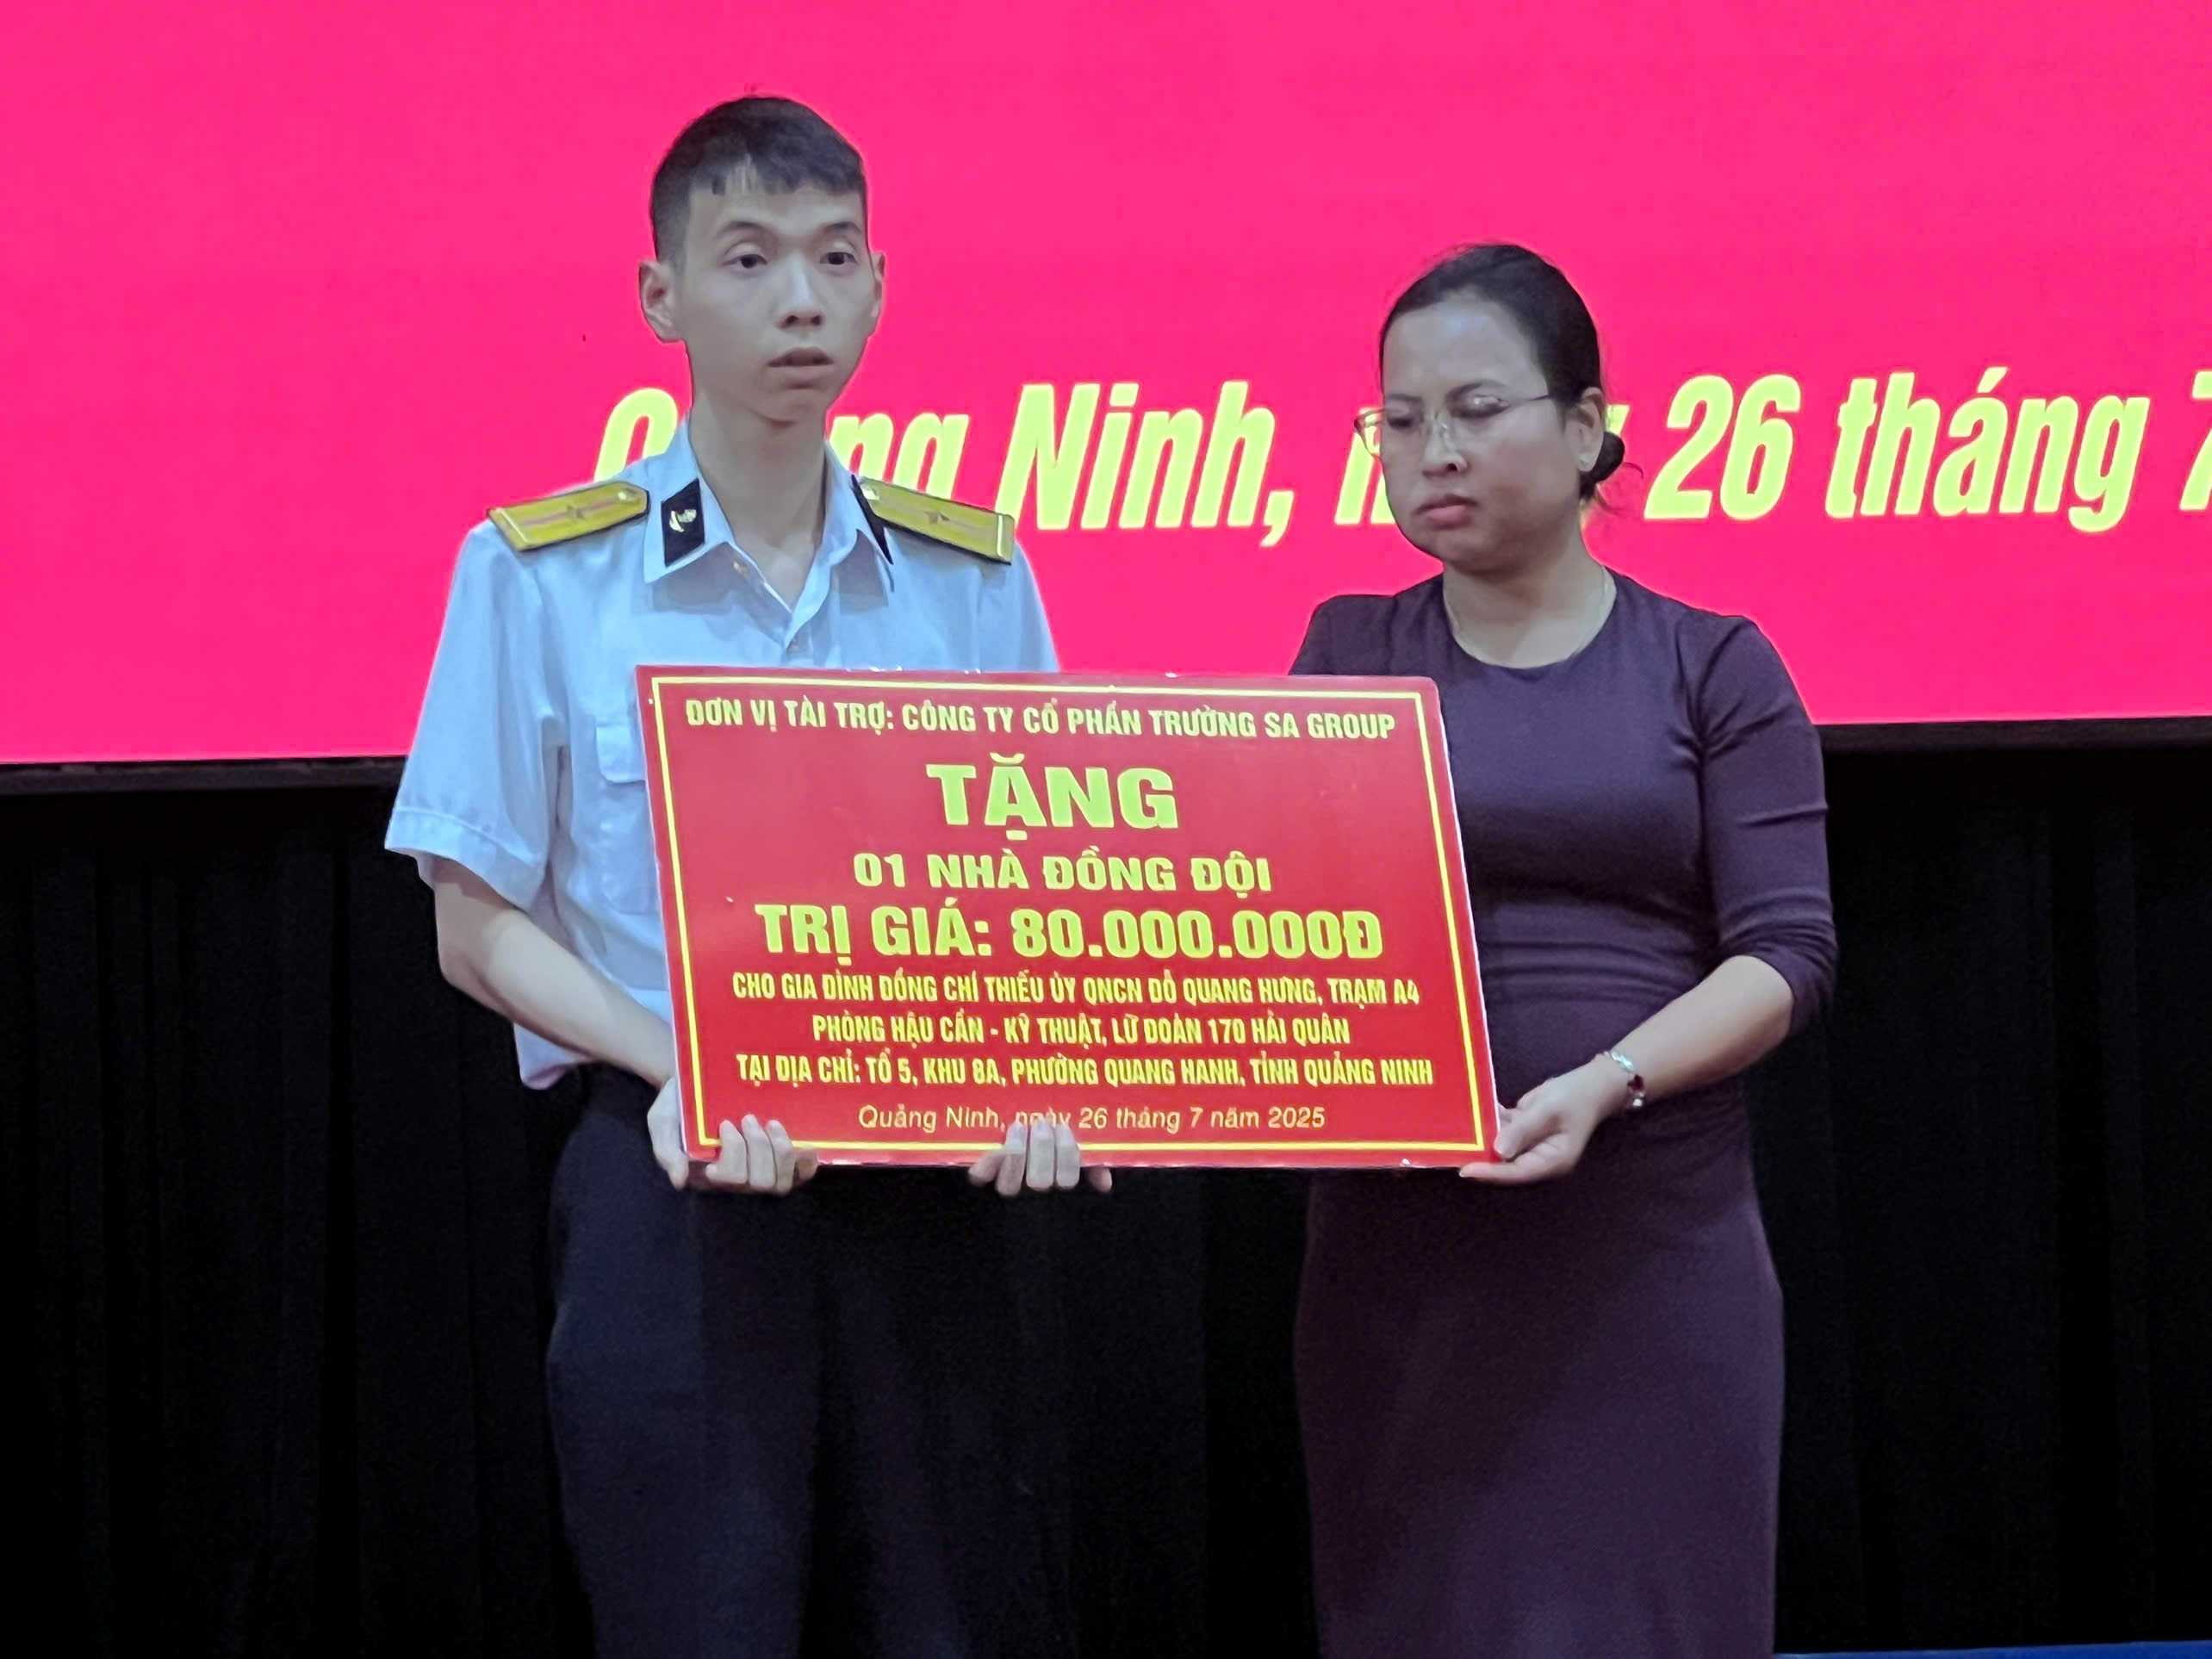 Ninh, 26 tháng 7
ĐƠN VỊ TÀI TRỢ: CÔNG TY CỔ PHẦN TRƯỜNG SA GROUP
TẶNG
01 NHÀ ĐỒNG ĐỘI
TRỊ GIÁ: 80.000.000Đ
CHO GIA ĐÌNH ĐỒNG CHÍ THIẾU ÚY QNCN ĐỖ QUANG HƯNG, TRẠM A4
PHÒNG HẬU CẦN - KỸ THUẬT, LỮ ĐOÀN 170 HẢI QUÂN
TẠI ĐỊA CHỈ: TỔ 5, KHU 8A, PHƯỜNG QUANG HANH, TỈNH QUẢNG NINH
Quảng Ninh, ngày 26 tháng 7 năm 2025